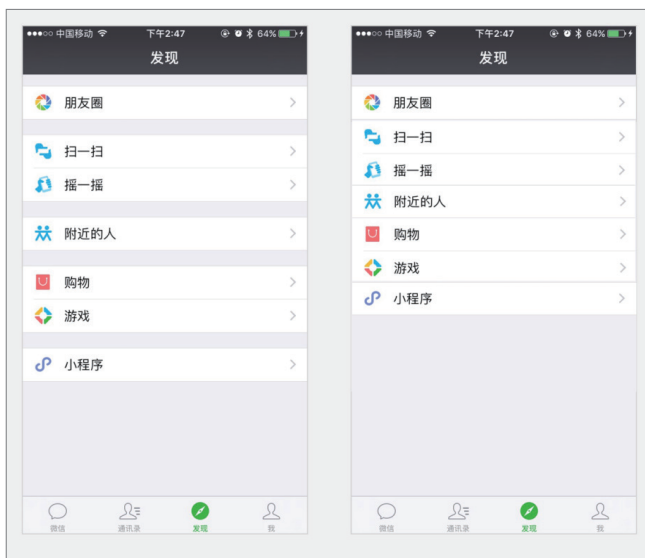 中国移动 下午2:47 64%
发现
朋友圈
扫一扫
摇一摇
附近的人
购物
游戏
小程序
微信 通讯录 发现 我
中国移动 下午2:47 64%
发现
朋友圈
扫一扫
摇一摇
附近的人
购物
游戏
小程序
微信 通讯录 发现 我